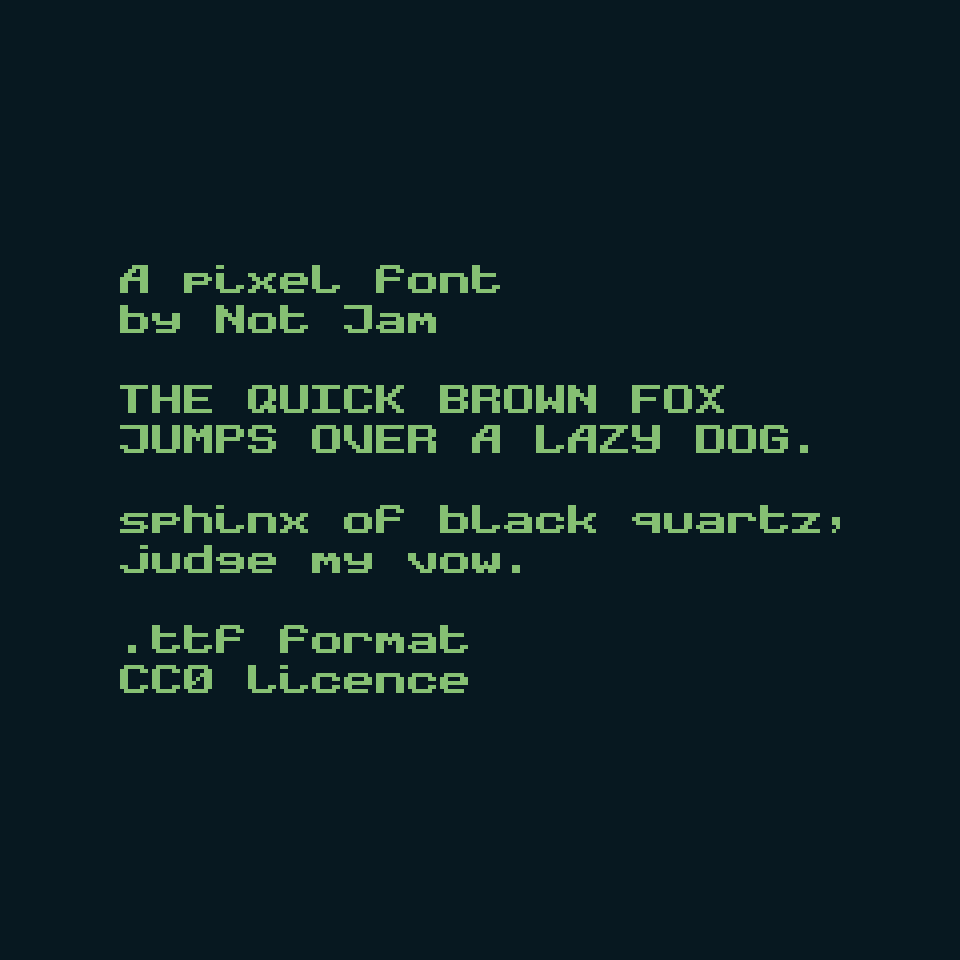 A pixel font
by Not Jam
THE QUICK BROWN FOX
JUMPS OVER A LAZY DOG.
sphinx of black quartz,
judge my vow.
.ttf format
CC0 licence